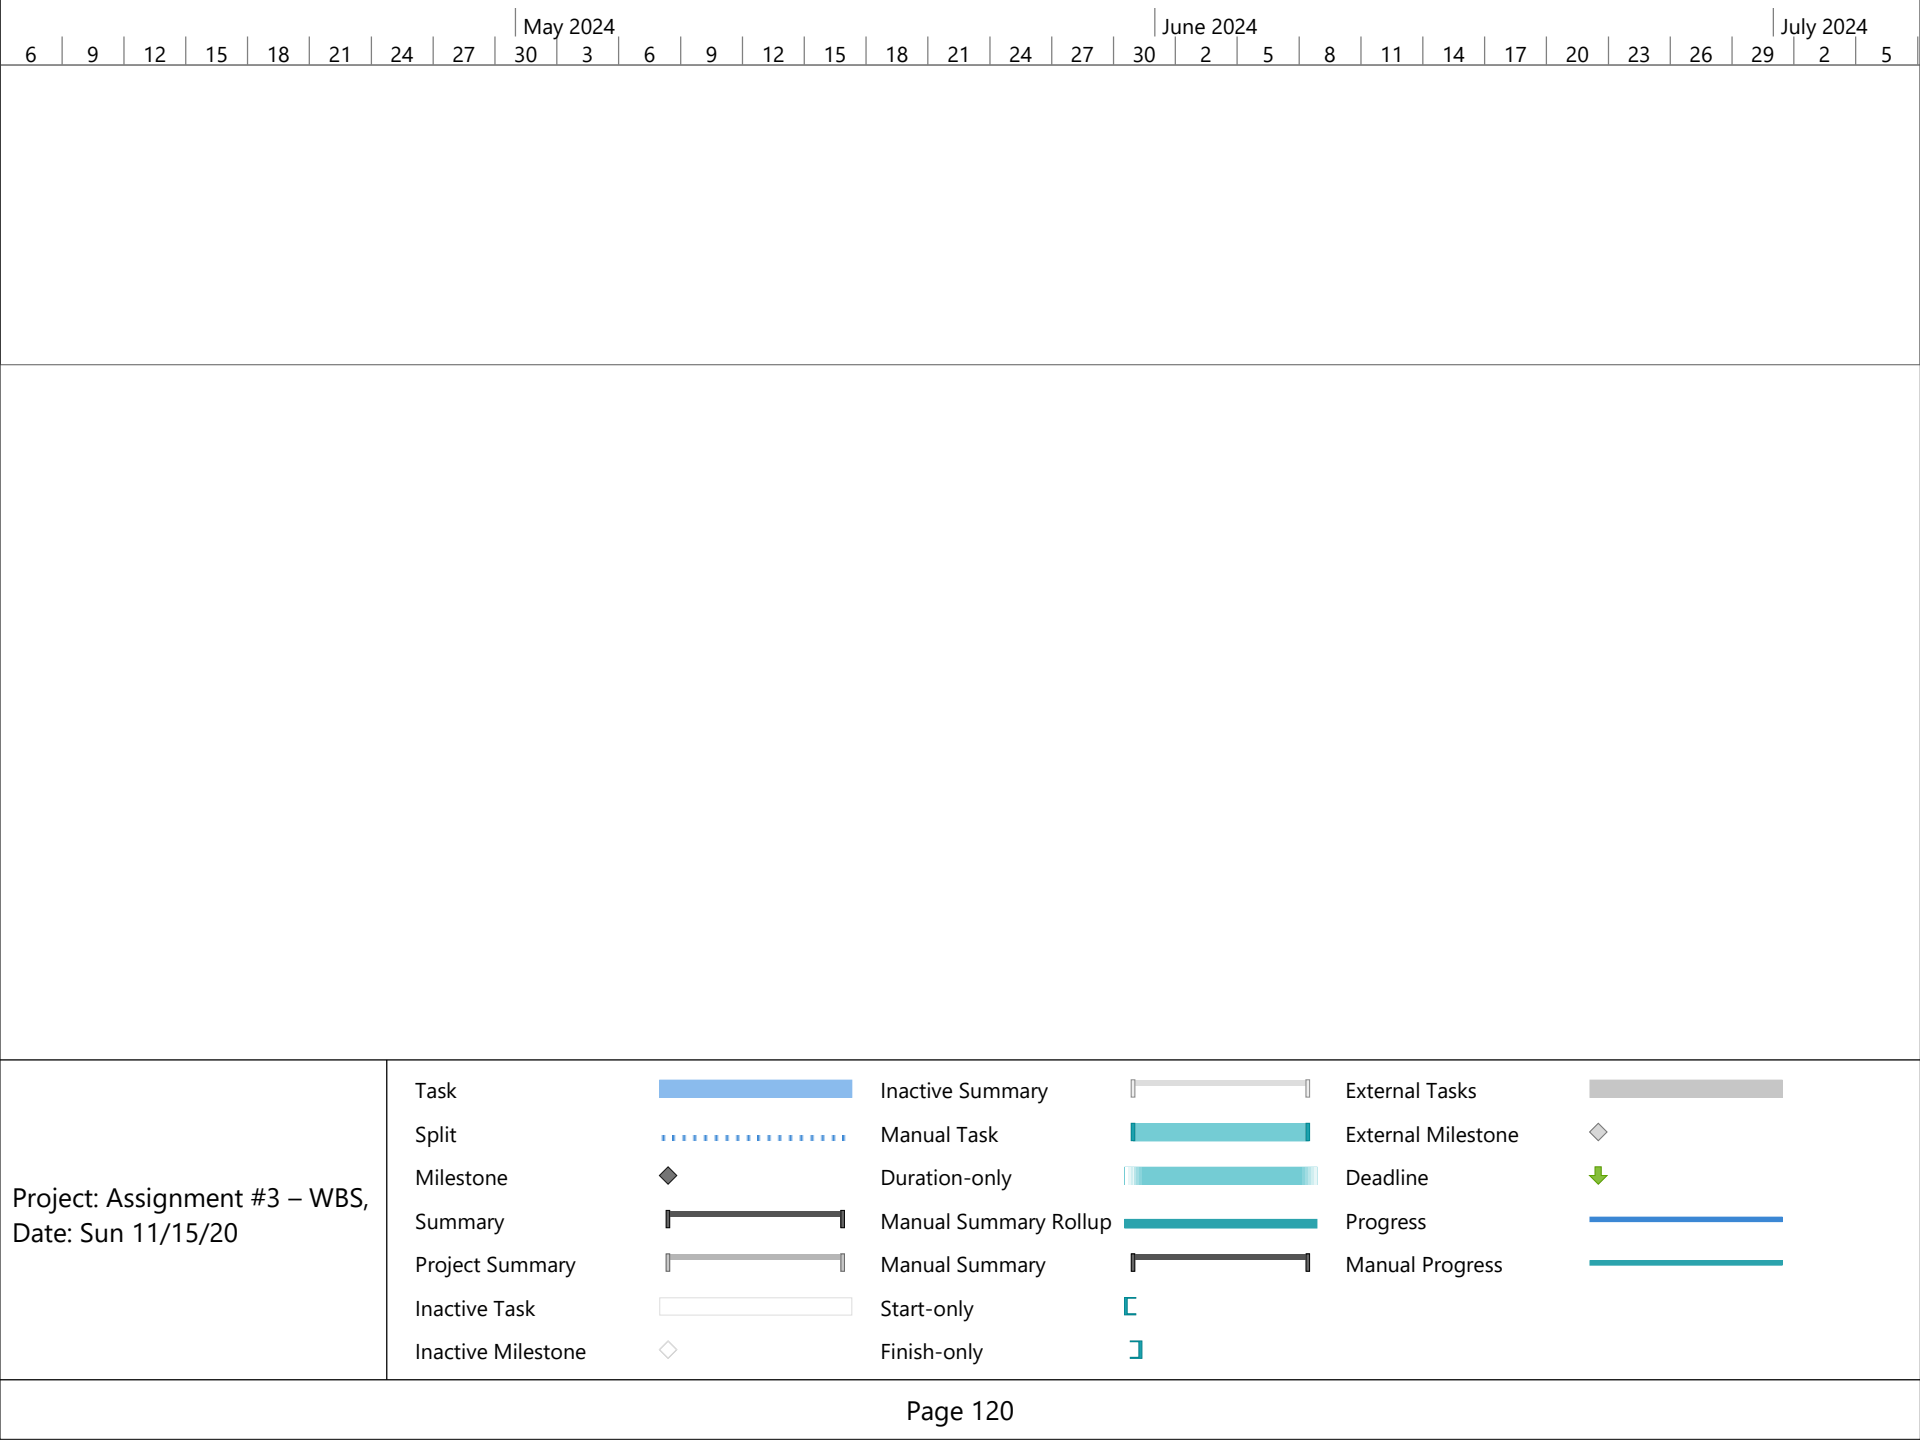 May 2024 June 2024 July 2024
6 9 12 15 18 21 24 27 30 3 6 9 12 15 18 21 24 27 30 2 5 8 11 14 17 20 23 26 29 2 5
Project: Assignment #3 – WBS,
Date: Sun 11/15/20
Task
Split
Milestone
Summary
Project Summary
Inactive Task
Inactive Milestone
Inactive Summary
Manual Task
Duration-only
Manual Summary Rollup
Manual Summary
Start-only
Finish-only
External Tasks
External Milestone
Deadline
Progress
Manual Progress
Page 120